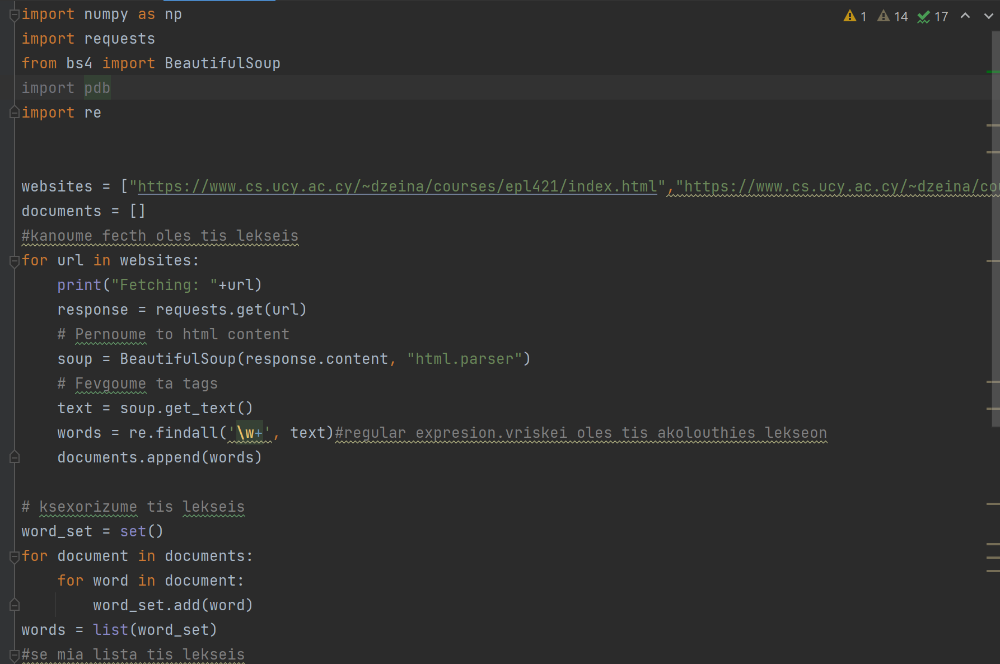 import numpy as np
1 14 17
import requests
from bs4 import BeautifulSoup
import pdb
import re
websites = ["https://www.cs.ucy.ac.cy/~dzeina/courses/epl421/index.html","https://www.cs.ucy.ac.cy/~dzeina/cou
documents = []
#kanoume fecth oles tis lekseis
for url in websites:
    print("Fetching: "+url)
    response = requests.get(url)
    # Pernoume to html content
    soup = BeautifulSoup(response.content, "html.parser")
    # Fevgoume ta tags
    text = soup.get_text()
    words = re.findall('\w+', text)#regular expresion.vriskei oles tis akolouthies lekseon
    documents.append(words)
# ksexorizume tis lekseis
word_set = set()
for document in documents:
    for word in document:
        word_set.add(word)
words = list(word_set)
#se mia lista tis lekseis